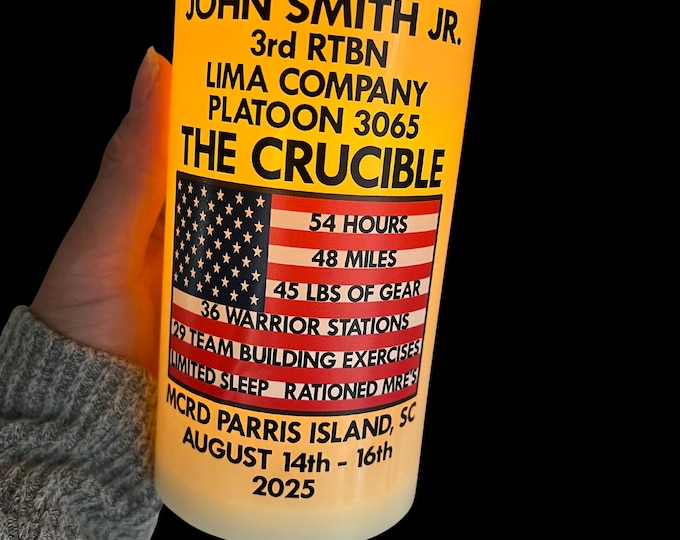 JOHN SMITH JR.
3rd RTBN
LIMA COMPANY
PLATOON 3065
THE CRUCIBLE
54 HOURS
48 MILES
45 LBS OF GEAR
36 WARRIOR STATIONS
29 TEAM BUILDING EXERCISES
LIMITED SLEEP RATIONED MRE'S
MCRD PARRIS ISLAND, SC
AUGUST 14th - 16th
2025